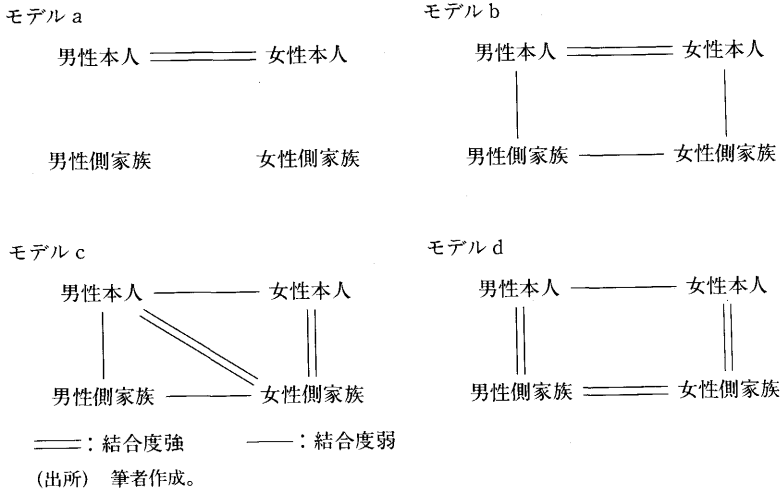 モデル a
男性本人 女性本人
男性側家族 女性側家族
モデル b
男性本人 女性本人
男性側家族 女性側家族
モデル c
男性本人 女性本人
男性側家族 女性側家族
モデル d
男性本人 女性本人
男性側家族 女性側家族
：結合度強 ：結合度弱
(出所) 筆者作成。